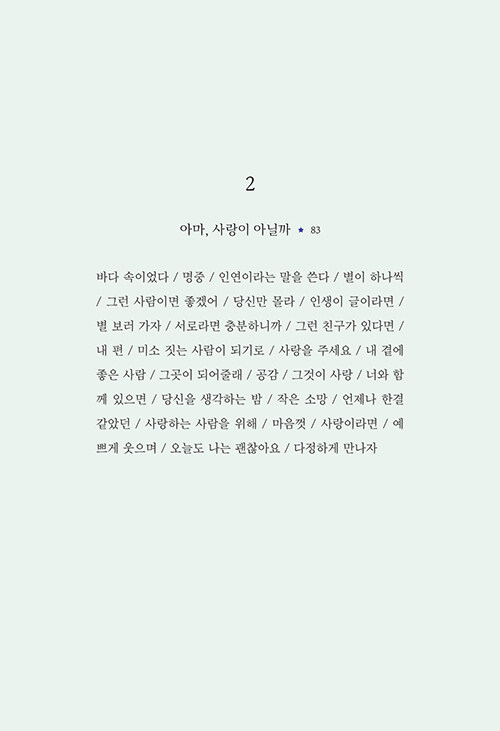 2
아마, 사랑이 아닐까 ★ 83
바다 속이었다 / 명중 / 인연이라는 말을 쓴다 / 별이 하나씩
/ 그런 사람이면 좋겠어 / 당신만 몰라 / 인생이 글이라면 /
별 보러 가자 / 서로라면 충분하니까 / 그런 친구가 있다면 /
내 편 / 미소 짓는 사람이 되기로 / 사랑을 주세요 / 내 곁에
좋은 사람 / 그곳이 되어줄래 / 공감 / 그것이 사랑 / 너와 함
께 있으면 / 당신을 생각하는 밤 / 작은 소망 / 언제나 한결
같았던 / 사랑하는 사람을 위해 / 마음껏 / 사랑이라면 / 예
쁘게 웃으며 / 오늘도 나는 괜찮아요 / 다정하게 만나자